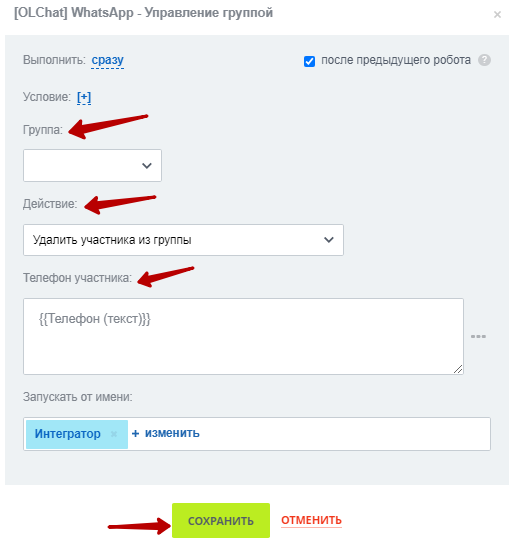 [OLChat] WhatsApp - Управление группой
Выполнить: сразу
после предыдущего робота ?
Условие: [+]
Группа:
Действие:
Удалить участника из группы
Телефон участника:
{{Телефон (текст)}}
Запускать от имени:
Интегратор + изменить
СОХРАНИТЬ ОТМЕНИТЬ